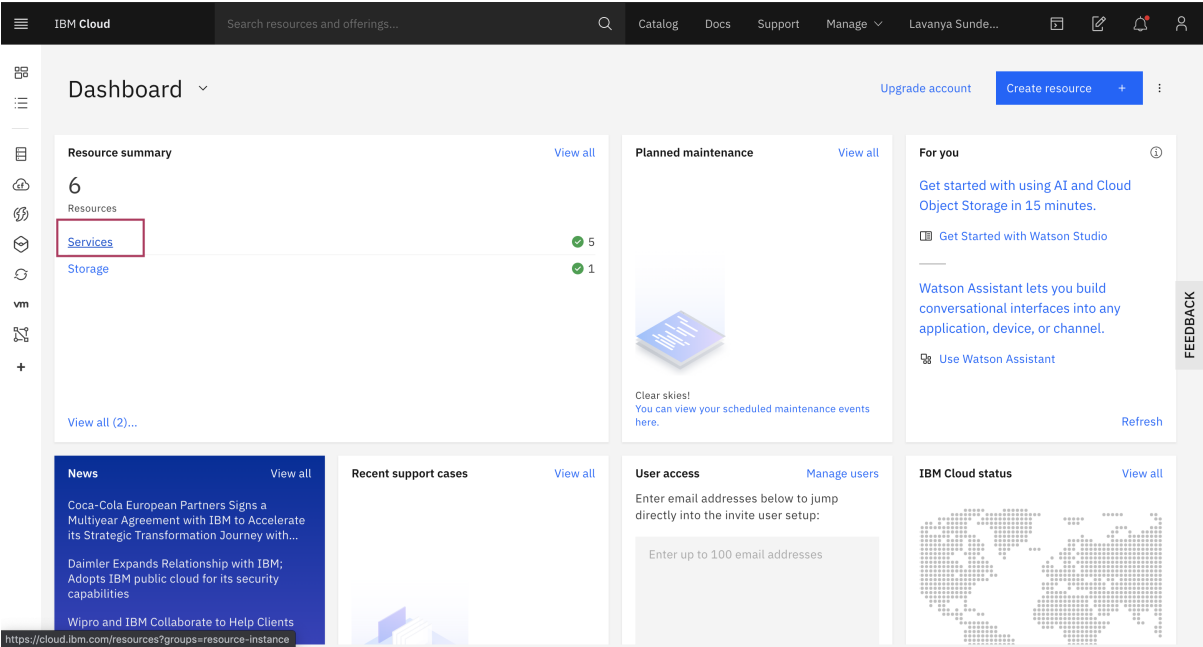 IBM Cloud
Search resources and offerings...
Catalog
Docs
Support
Manage
Lavanya Sunde...
Dashboard
Upgrade account
Create resource +
Resource summary
View all
6
Resources
Services
5
Storage
1
View all (2)...
Planned maintenance
View all
Clear skies!
You can view your scheduled maintenance events
here.
For you
Get started with using AI and Cloud
Object Storage in 15 minutes.
Get Started with Watson Studio
Watson Assistant lets you build
conversational interfaces into any
application, device, or channel.
Use Watson Assistant
Refresh
FEEDBACK
cf
vm
+
News
View all
Coca-Cola European Partners Signs a
Multiyear Agreement with IBM to Accelerate
its Strategic Transformation Journey with...
Daimler Expands Relationship with IBM;
Adopts IBM public cloud for its security
capabilities
Wipro and IBM Collaborate to Help Clients
Recent support cases
View all
User access
Manage users
Enter email addresses below to jump
directly into the invite user setup:
Enter up to 100 email addresses
IBM Cloud status
View all
https://cloud.ibm.com/resources?groups=resource-instance